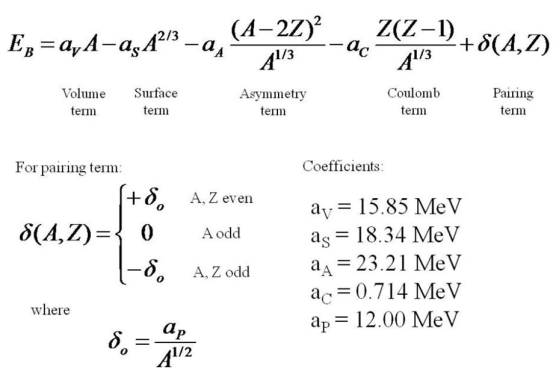 E_B = a_V A − a_S A^{2/3} − a_A (A−2Z)^2 / A^{1/3} − a_C Z(Z−1) / A^{1/3} + δ(A,Z)
Volume term Surface term Asymmetry term Coulomb term Pairing term
For pairing term:
δ(A,Z) = { +δ_o A, Z even
0 A odd
−δ_o A, Z odd
where
δ_o = a_P / A^{1/2}
Coefficients:
a_V = 15.85 MeV
a_S = 18.34 MeV
a_A = 23.21 MeV
a_C = 0.714 MeV
a_P = 12.00 MeV